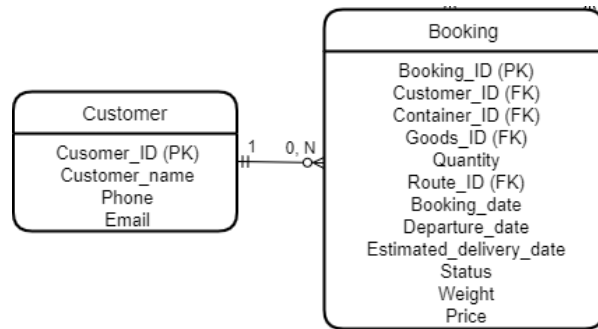 Customer
Cusomer_ID (PK)
Customer_name
Phone
Email
1
0, N
Booking
Booking_ID (PK)
Customer_ID (FK)
Container_ID (FK)
Goods_ID (FK)
Quantity
Route_ID (FK)
Booking_date
Departure_date
Estimated_delivery_date
Status
Weight
Price